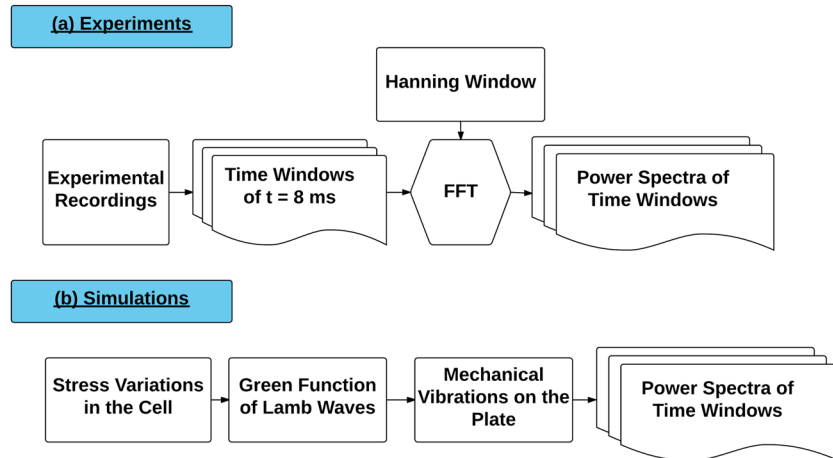 (a) Experiments
Hanning Window
Experimental
Recordings
Time Windows
of t = 8 ms
FFT
Power Spectra of
Time Windows
(b) Simulations
Stress Variations
in the Cell
Green Function
of Lamb Waves
Mechanical
Vibrations on the
Plate
Power Spectra of
Time Windows